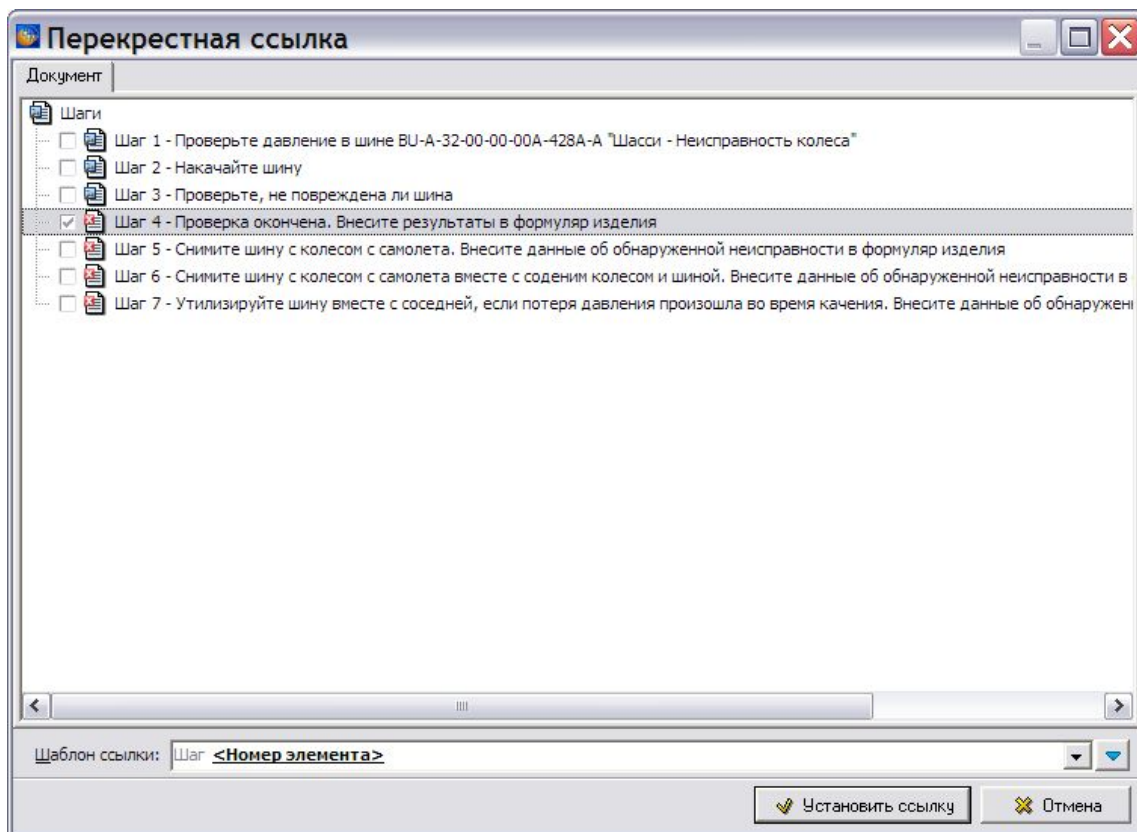 Перекрестная ссылка
Документ
Шаги
Шаг 1 - Проверьте давление в шине BU-A-32-00-00-00A-428A-A "Шасси - Неисправность колеса"
Шаг 2 - Накачайте шину
Шаг 3 - Проверьте, не повреждена ли шина
Шаг 4 - Проверка окончена. Внесите результаты в формуляр изделия
Шаг 5 - Снимите шину с колесом с самолета. Внесите данные об обнаруженной неисправности в формуляр изделия
Шаг 6 - Снимите шину с колесом с самолета вместе с соденим колесом и шиной. Внесите данные об обнаруженной неисправности в
Шаг 7 - Утилизируйте шину вместе с соседней, если потеря давления произошла во время качения. Внесите данные об обнаружен
Шаблон ссылки: Шаг <Номер элемента>
Установить ссылку Отмена